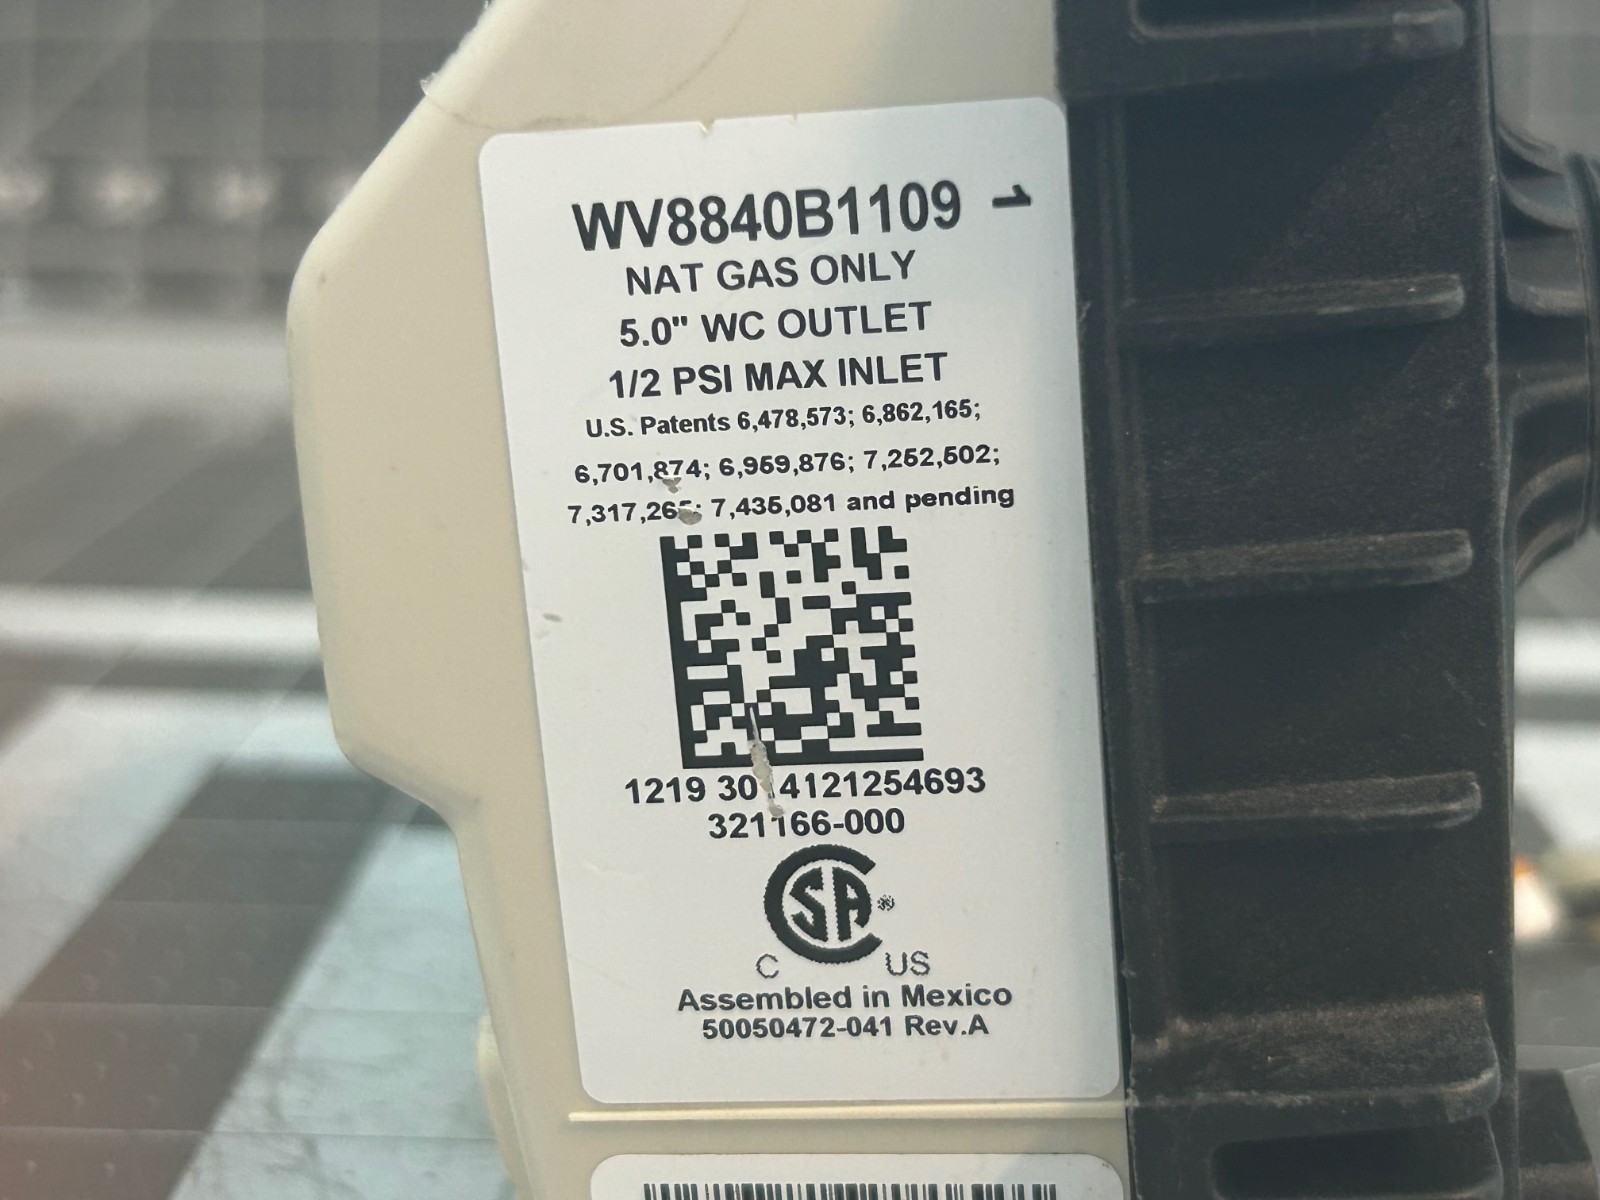 WV8840B1109 1
NAT GAS ONLY
5.0" WC OUTLET
1/2 PSI MAX INLET
U.S. Patents 6,478,573; 6,862,165;
6,701,874; 6,959,876; 7,252,502;
7,435,081 and pending
1219
321166-000
CSA ®
C US
Assembled in Mexico
50050472-041 Rev.A